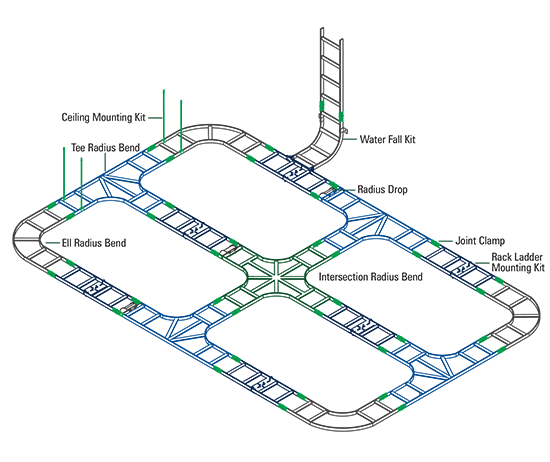 Ceiling Mounting Kit
Tee Radius Bend
Water Fall Kit
Radius Drop
Ell Radius Bend
Joint Clamp
Rack Ladder
Mounting Kit
Intersection Radius Bend